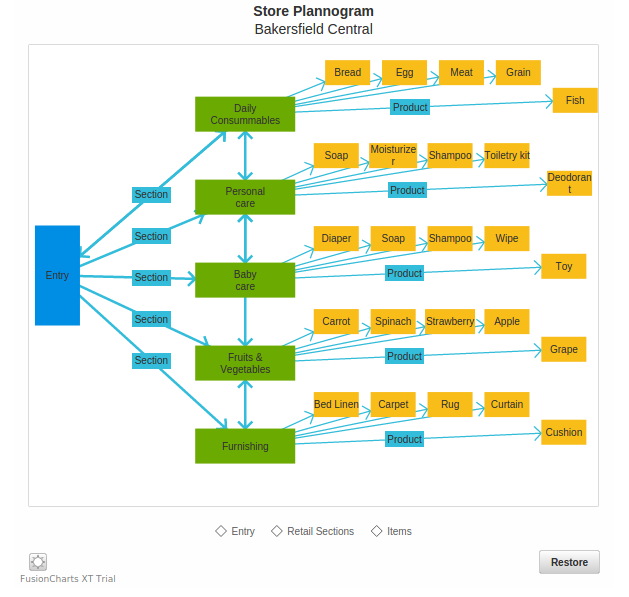 Store Plannogram
Bakersfield Central
Bread
Egg
Meat
Grain
Daily
Consummables
Product
Fish
Soap
Moisturize
r
Shampoo
Toiletry kit
Section
Personal
care
Product
Deodoran
t
Section
Diaper
Soap
Shampoo
Wipe
Entry
Section
Baby
care
Product
Toy
Section
Carrot
Spinach
Strawberry
Apple
Section
Fruits &
Vegetables
Product
Grape
Bed Linen
Carpet
Rug
Curtain
Furnishing
Product
Cushion
Entry
Retail Sections
Items
Restore
FusionCharts XT Trial